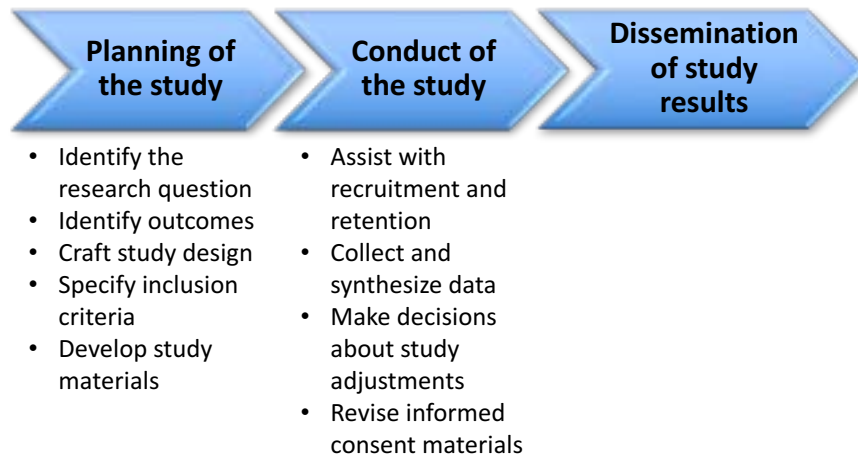 Planning of
the study
• Identify the
research question
• Identify outcomes
• Craft study design
• Specify inclusion
criteria
• Develop study
materials
Conduct of
the study
• Assist with
recruitment and
retention
• Collect and
synthesize data
• Make decisions
about study
adjustments
• Revise informed
consent materials
Dissemination
of study
results